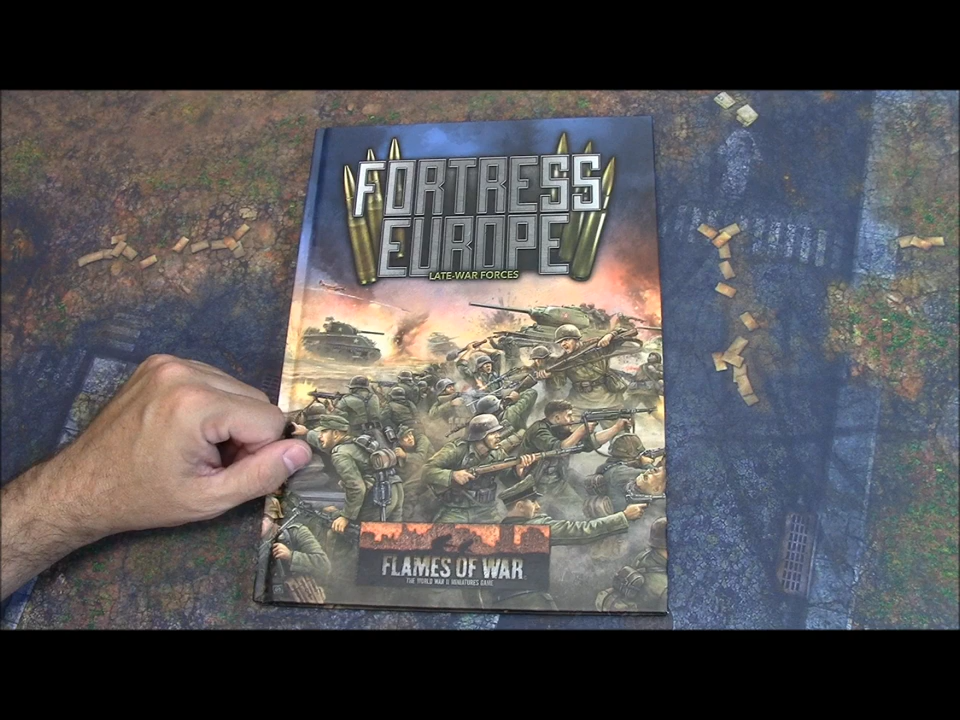 FORTRESS
EUROPE
LATE-WAR FORCES
FLAMES OF WAR
THE WORLD WAR II MINIATURES GAME